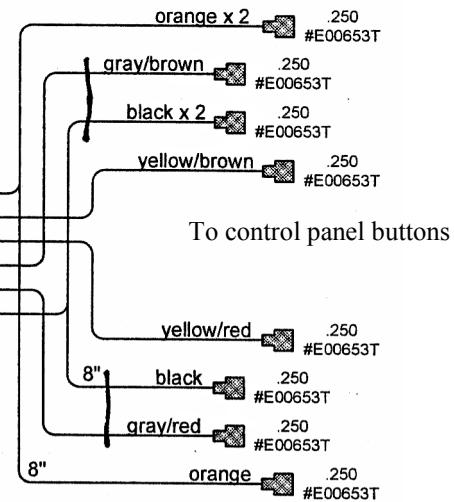 orange x 2 .250
#E00653T
gray/brown .250
#E00653T
black x 2 .250
#E00653T
yellow/brown .250
#E00653T
To control panel buttons
yellow/red .250
#E00653T
8" black .250
#E00653T
gray/red .250
#E00653T
8" orange .250
#E00653T